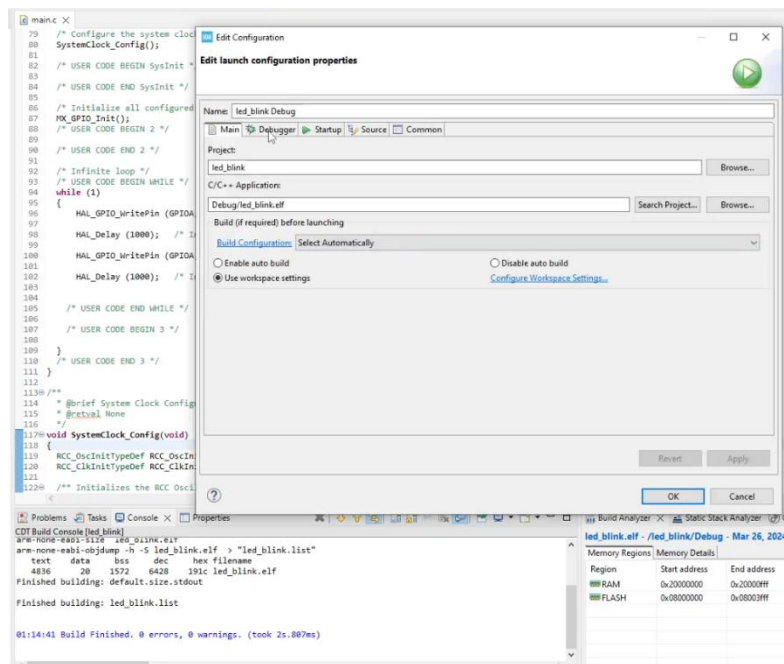 main.c
79 /* Configure the system cloc
80 SystemClock_Config();
81
82 /* USER CODE BEGIN SysInit *
83
84 /* USER CODE END SysInit */
85
86 /* Initialize all configured
87 MX_GPIO_Init();
88 /* USER CODE BEGIN 2 */
89
90 /* USER CODE END 2 */
91
92 /* Infinite loop */
93 /* USER CODE BEGIN WHILE */
94 while (1)
95 {
96 HAL_GPIO_WritePin (GPIOA,
97
98 HAL_Delay (1000); /* I
99
100 HAL_GPIO_WritePin (GPIOA,
101
102 HAL_Delay (1000); /* I
103
104
105 /* USER CODE END WHILE */
106
107 /* USER CODE BEGIN 3 */
108
109 }
110 /* USER CODE END 3 */
111 }
112
113 /**
114 * @brief System Clock Config
115 * @retval None
116 */
117 void SystemClock_Config(void)
118 {
119 RCC_OscInitTypeDef RCC_OscIn
120 RCC_ClkInitTypeDef RCC_ClkIn
121
122 /** Initializes the RCC Osci
IDE Edit Configuration
Edit launch configuration properties
Name: led_blink Debug
Main Debugger Startup Source Common
Project:
led_blink Browse...
C/C++ Application:
Debug/led_blink.elf Search Project... Browse...
Build (if required) before launching
Build Configuration: Select Automatically
Enable auto build Disable auto build
Use workspace settings Configure Workspace Settings...
Revert Apply
OK Cancel
Problems Tasks Console Properties
CDT Build Console [led_blink]
arm-none-eabi-size led_blink.elf
arm-none-eabi-objdump -h -S led_blink.elf > "led_blink.list"
text data bss dec hex filename
4836 20 1572 6428 191c led_blink.elf
Finished building: default.size.stdout
Finished building: led_blink.list
01:14:41 Build Finished. 0 errors, 0 warnings. (took 2s.807ms)
Build Analyzer Static Stack Analyzer
led_blink.elf - /led_blink/Debug - Mar 26, 2024
Memory Regions Memory Details
Region Start address End address
RAM 0x20000000 0x20000fff
FLASH 0x08000000 0x08003fff